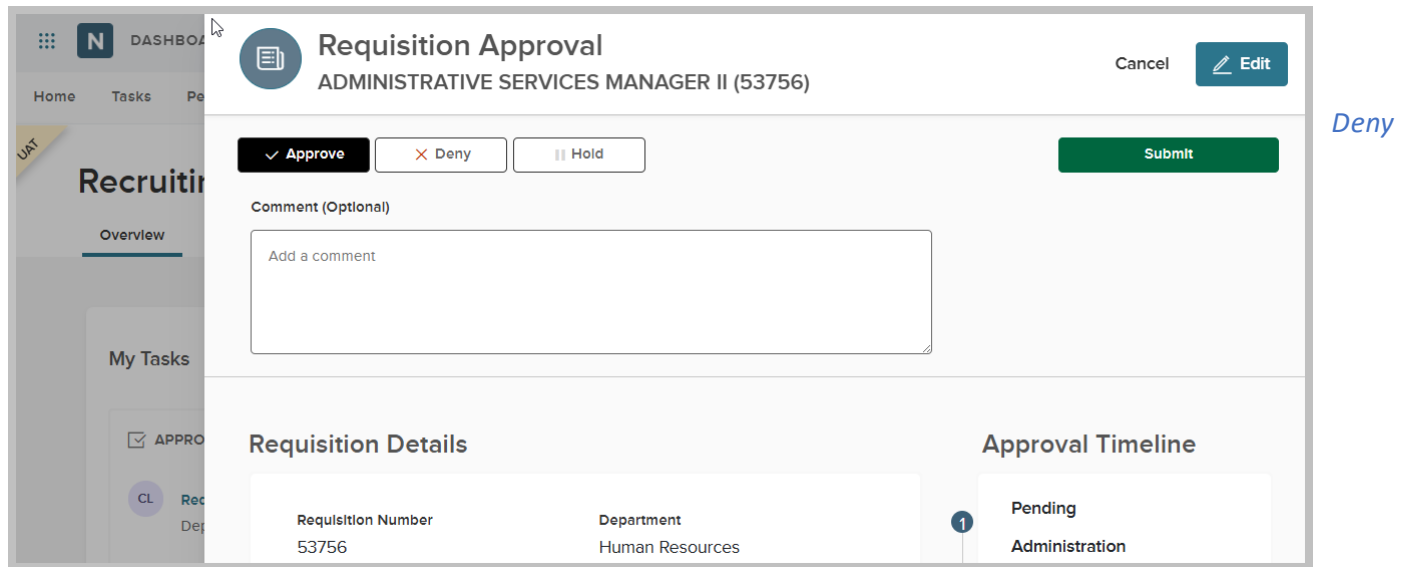 N DASHBOA
Home Tasks Pe
UAT
Recruitin
Overview
My Tasks
APPRO
CL Rec
Dep
Requisition Approval
ADMINISTRATIVE SERVICES MANAGER II (53756)
Cancel Edit
Approve Deny Hold Submit
Comment (Optional)
Add a comment
Requisition Details
Requisition Number Department
53756 Human Resources
Approval Timeline
1 Pending
Administration
Deny